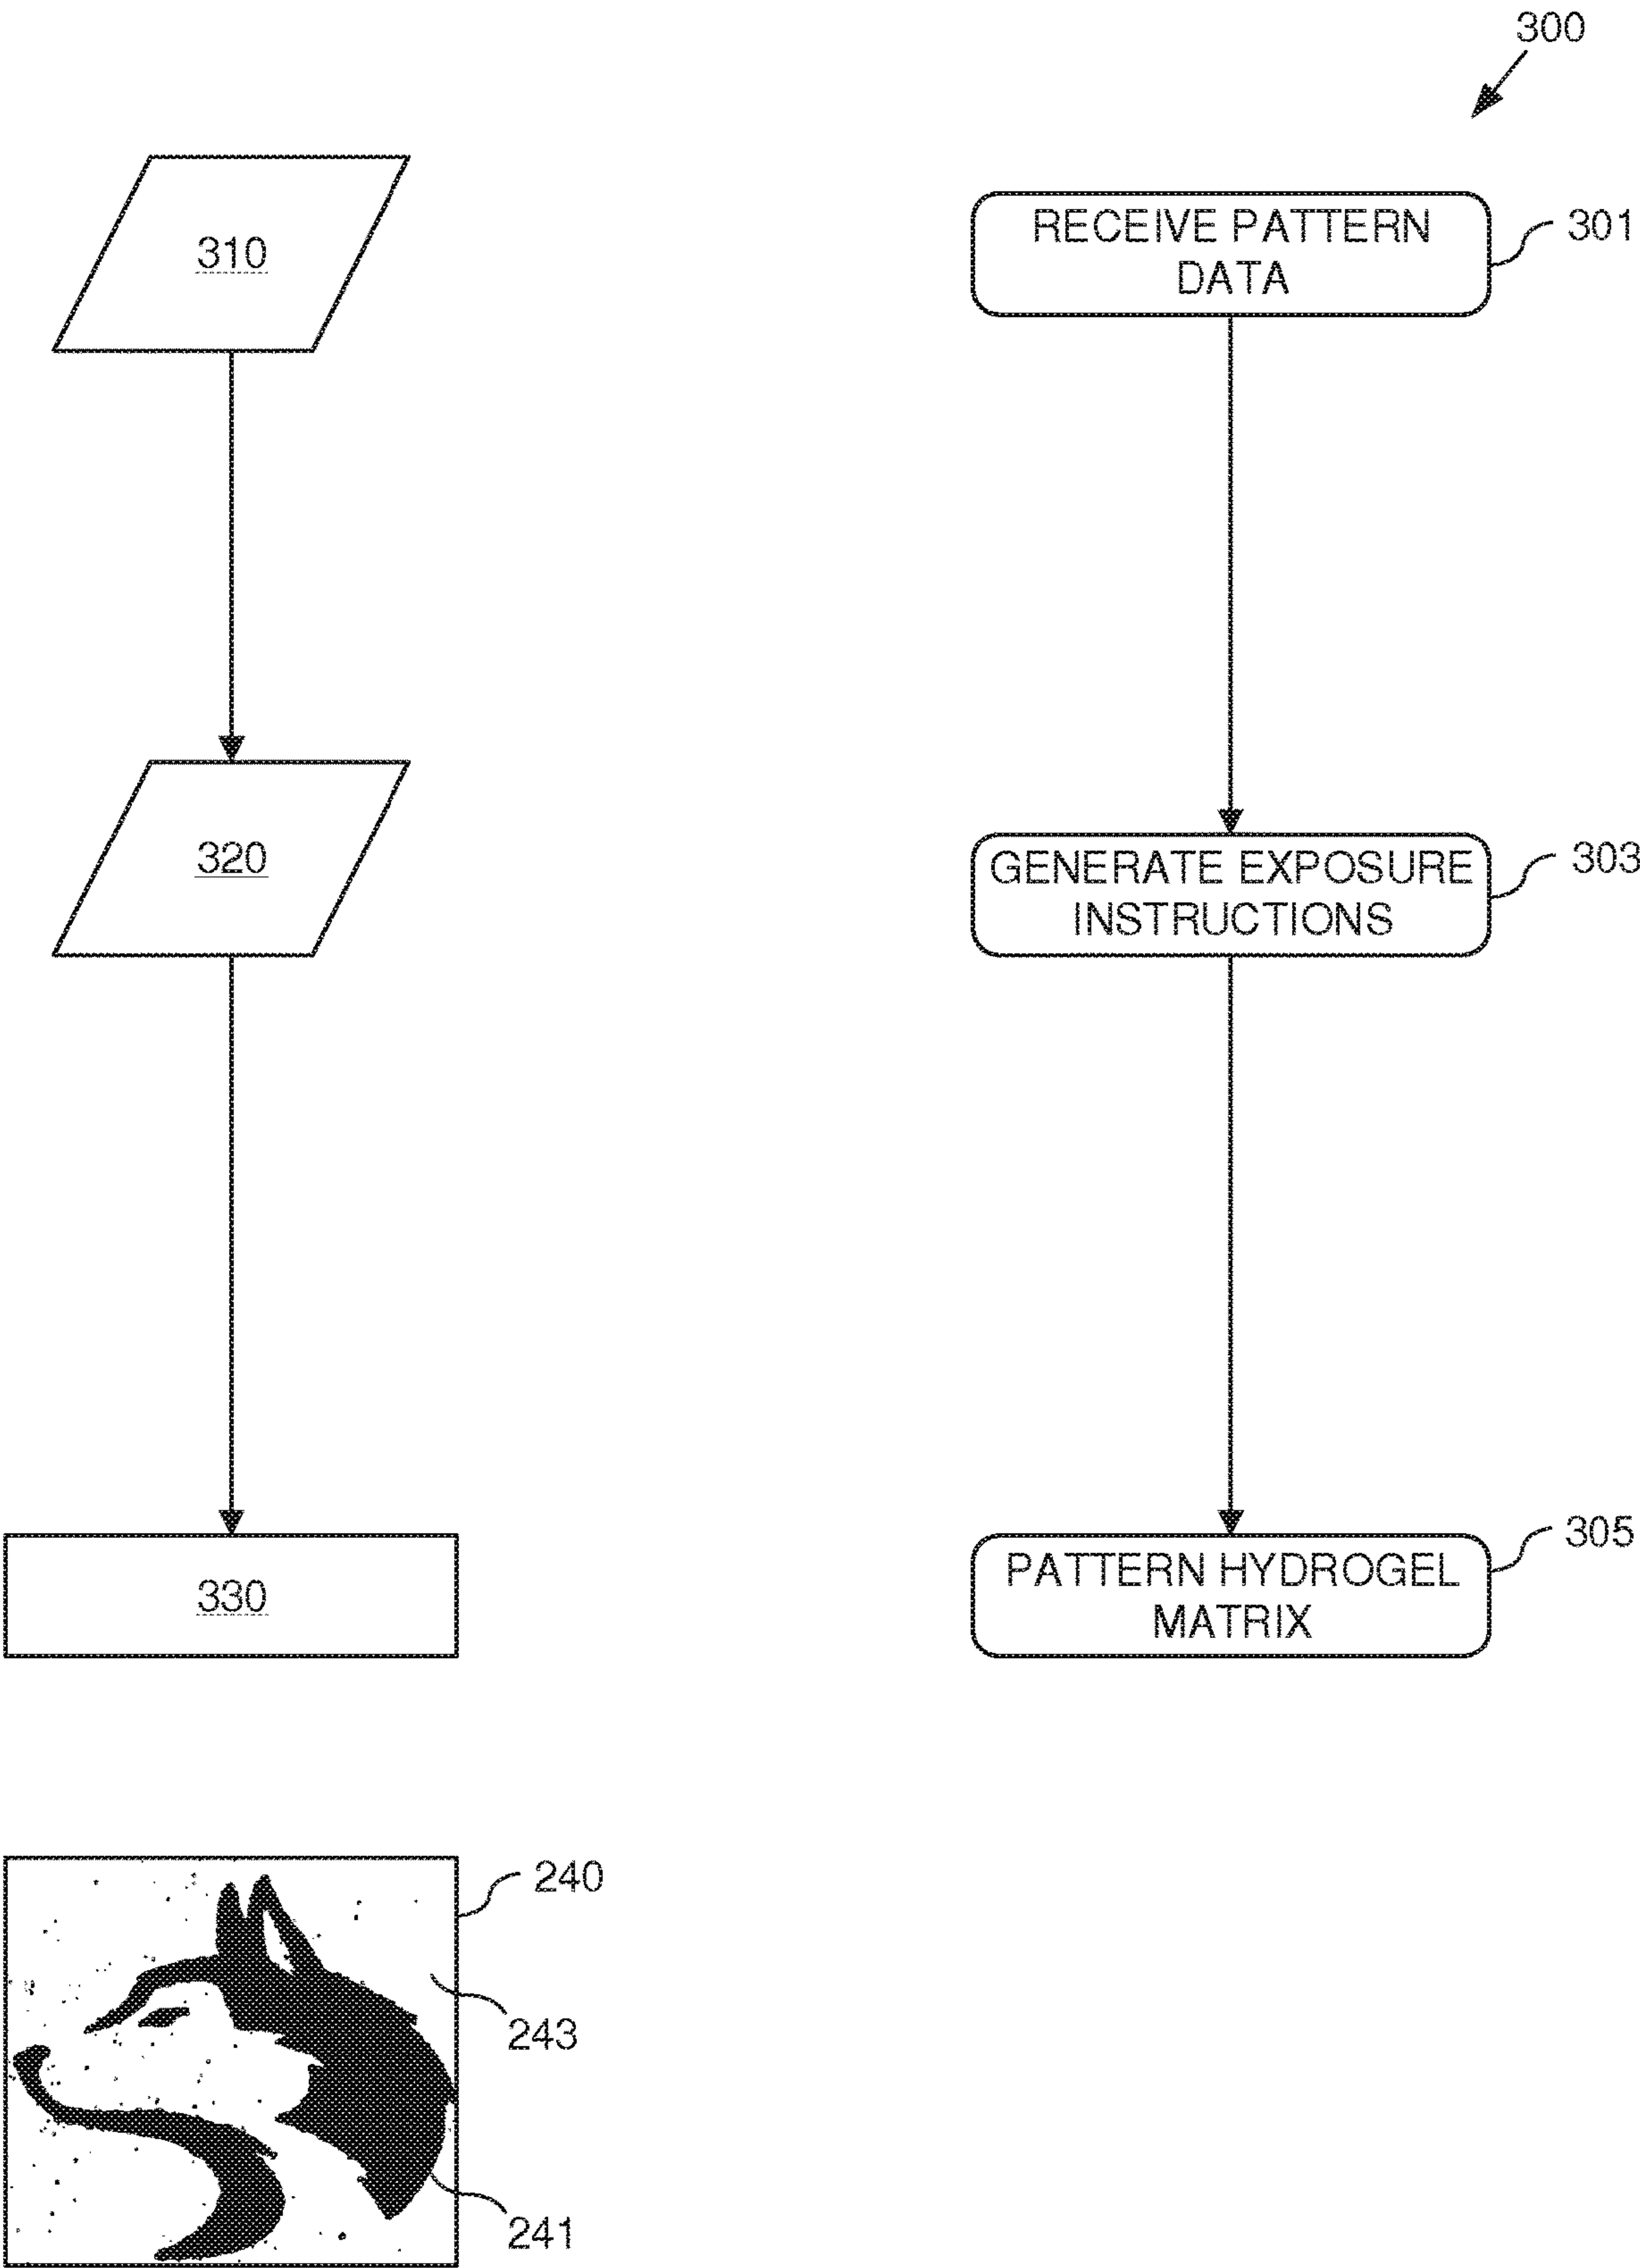 300
310
RECEIVE PATTERN
DATA
301
320
GENERATE EXPOSURE
INSTRUCTIONS
303
330
PATTERN HYDROGEL
MATRIX
305
240
243
241